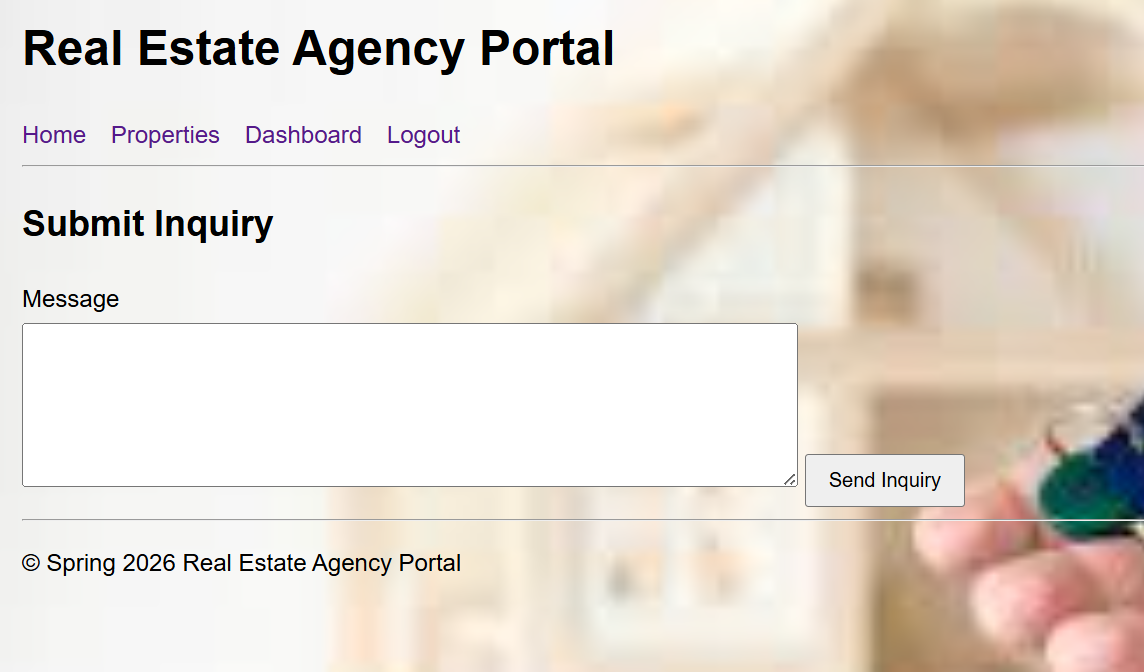 Real Estate Agency Portal
Home Properties Dashboard Logout
Submit Inquiry
Message
Send Inquiry
© Spring 2026 Real Estate Agency Portal